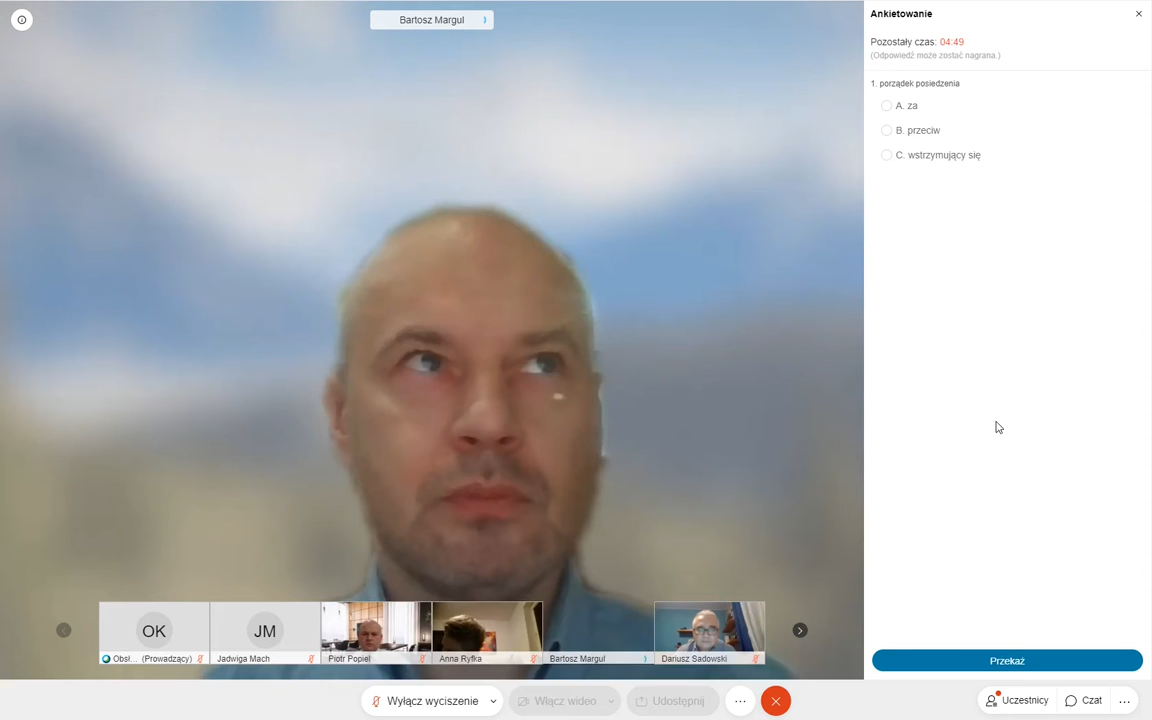 Bartosz Margul
Ankietowanie
Pozostały czas: 04:49
(Odpowiedź może zostać nagrana.)
1. porządek posiedzenia
A. za
B. przeciw
C. wstrzymujący się
OK
JM
Obsł... (Prowadzący)
Jadwiga Mach
Piotr Popiel
Anna Ryfka
Bartosz Margul
Dariusz Sadowski
Przekaż
Wyłącz wyciszenie
Włącz wideo
Udostępnij
Uczestnicy
Czat